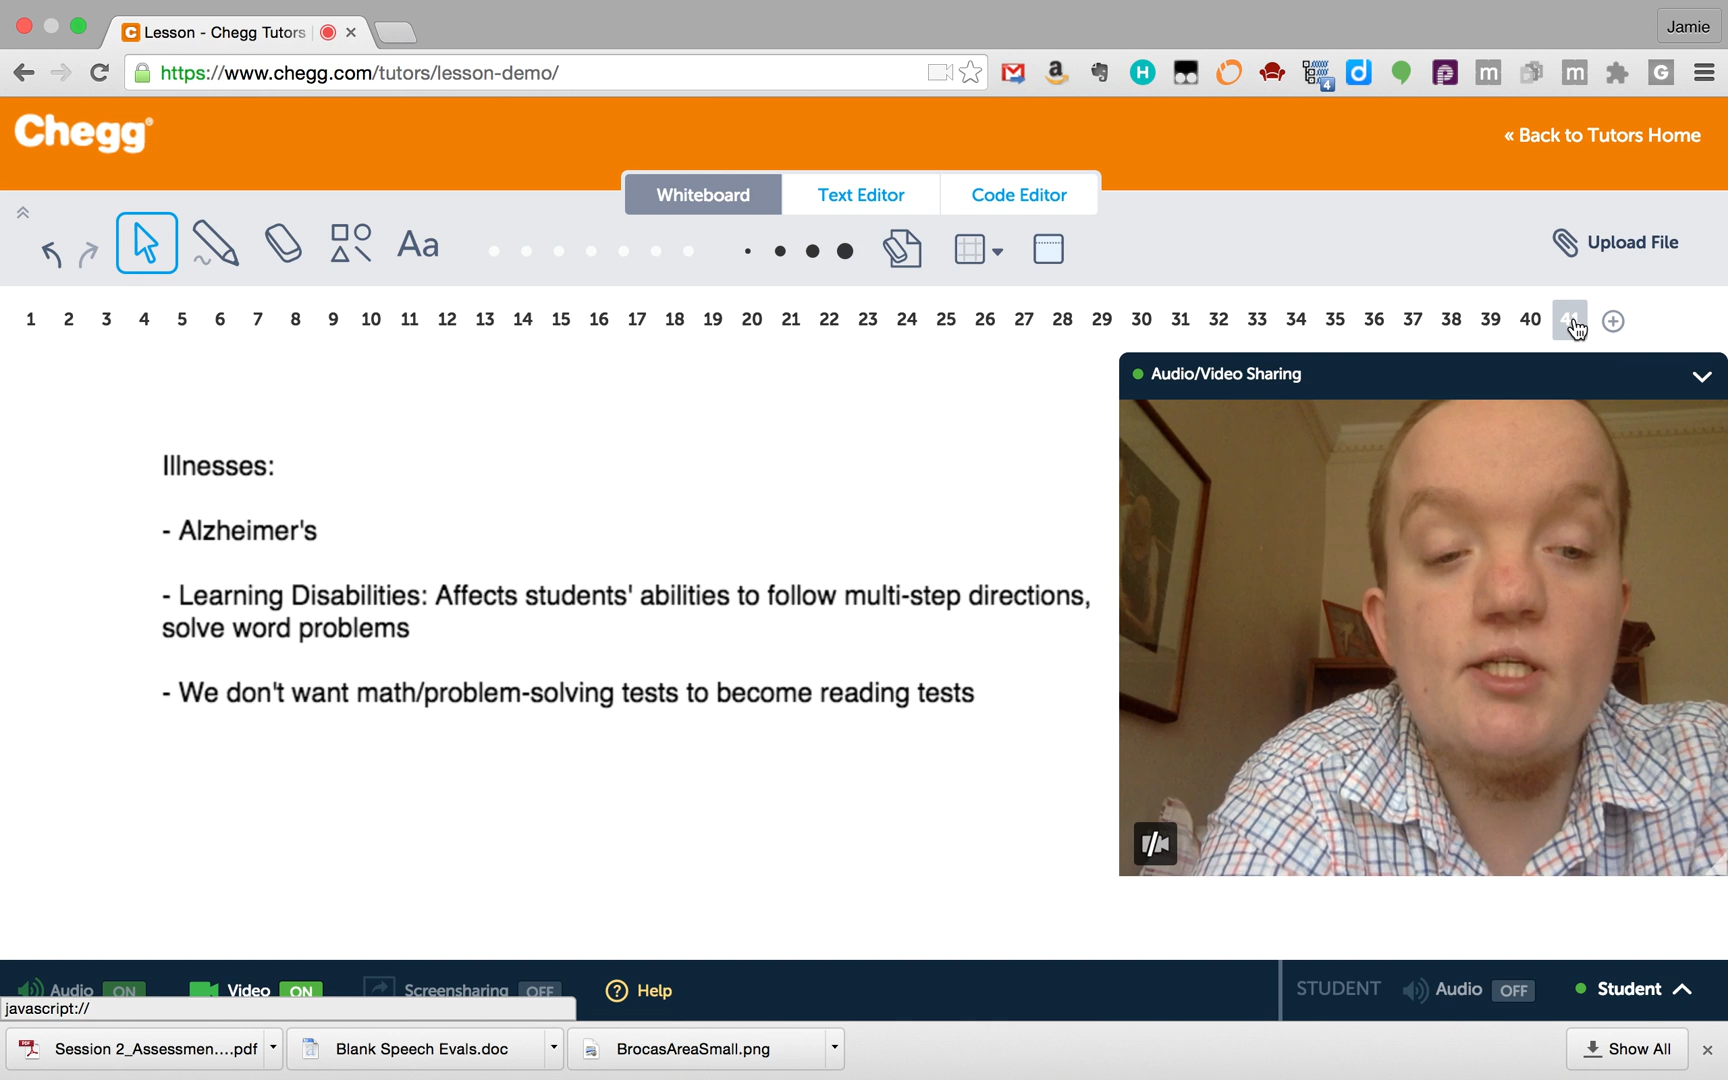 Lesson - Chegg Tutors
Jamie
https://www.chegg.com/tutors/lesson-demo/
4
Chegg
« Back to Tutors Home
Whiteboard Text Editor Code Editor
Aa
Upload File
1 2 3 4 5 6 7 8 9 10 11 12 13 14 15 16 17 18 19 20 21 22 23 24 25 26 27 28 29 30 31 32 33 34 35 36 37 38 39 40 41
Audio/Video Sharing
Illnesses:
- Alzheimer's
- Learning Disabilities: Affects students' abilities to follow multi-step directions,
solve word problems
- We don't want math/problem-solving tests to become reading tests
Audio ON Video ON Screensharing OFF ? Help STUDENT Audio OFF Student
javascript://
Session 2_Assessmen....pdf Blank Speech Evals.doc BrocasAreaSmall.png Show All